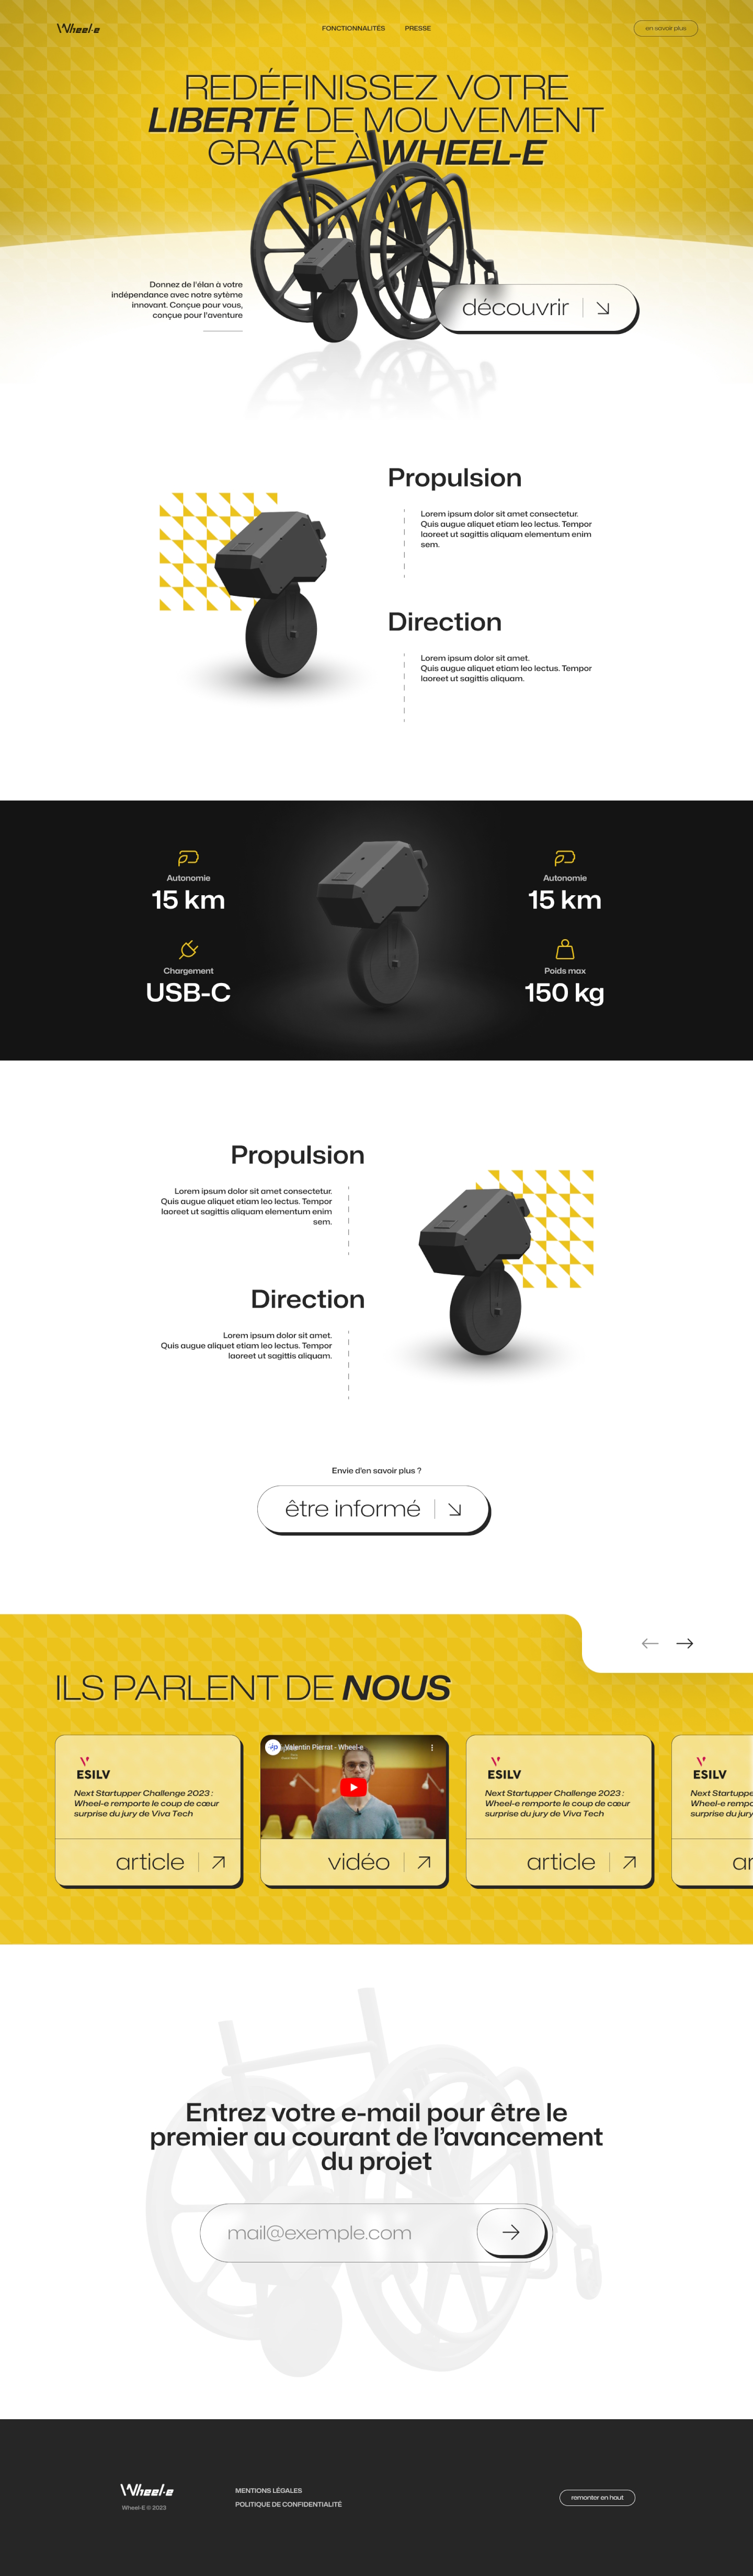 Wheel-e
FONCTIONNALITÉS
PRESSE
en savoir plus
REDÉFINISSEZ VOTRE
LIBERTÉ DE MOUVEMENT
GRACE À WHEEL-E
Donnez de l'élan à votre
indépendance avec notre sytème
innovant. Conçue pour vous,
conçue pour l'aventure
découvrir
Propulsion
Lorem ipsum dolor sit amet consectetur.
Quis augue aliquet etiam leo lectus. Tempor
laoreet ut sagittis aliquam elementum enim
sem.
Direction
Lorem ipsum dolor sit amet.
Quis augue aliquet etiam leo lectus. Tempor
laoreet ut sagittis aliquam.
Autonomie
15 km
Chargement
USB-C
Autonomie
15 km
Poids max
150 kg
Propulsion
Lorem ipsum dolor sit amet consectetur.
Quis augue aliquet etiam leo lectus. Tempor
laoreet ut sagittis aliquam elementum enim
sem.
Direction
Lorem ipsum dolor sit amet.
Quis augue aliquet etiam leo lectus. Tempor
laoreet ut sagittis aliquam.
Envie d'en savoir plus ?
être informé
ILS PARLENT DE NOUS
ESILV
Next Startupper Challenge 2023 :
Wheel-e remporte le coup de cœur
surprise du jury de Viva Tech
article
Valentin Pierrat - Wheel-e
vidéo
ESILV
Next Startupper Challenge 2023 :
Wheel-e remporte le coup de cœur
surprise du jury de Viva Tech
article
ESILV
Next Startuppe
Wheel-e rempo
surprise du jury
ar
Entrez votre e-mail pour être le
premier au courant de l'avancement
du projet
mail@exemple.com
Wheel-e
Wheel-E © 2023
MENTIONS LÉGALES
POLITIQUE DE CONFIDENTIALITÉ
remonter en haut